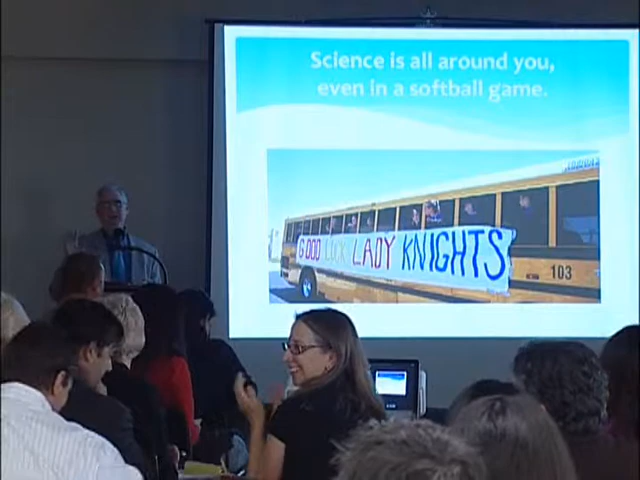 Science is all around you,
even in a softball game.
GOOD LUCK LADY KNIGHTS
103